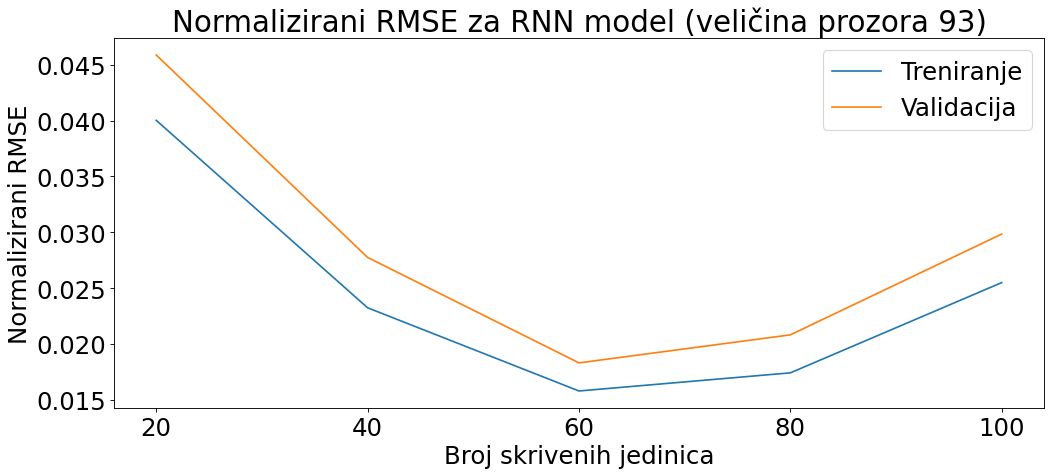 Normalizirani RMSE za RNN model (veličina prozora 93)
Treniranje
Validacija
Normalizirani RMSE
0.045
0.040
0.035
0.030
0.025
0.020
0.015
20 40 60 80 100
Broj skrivenih jedinica